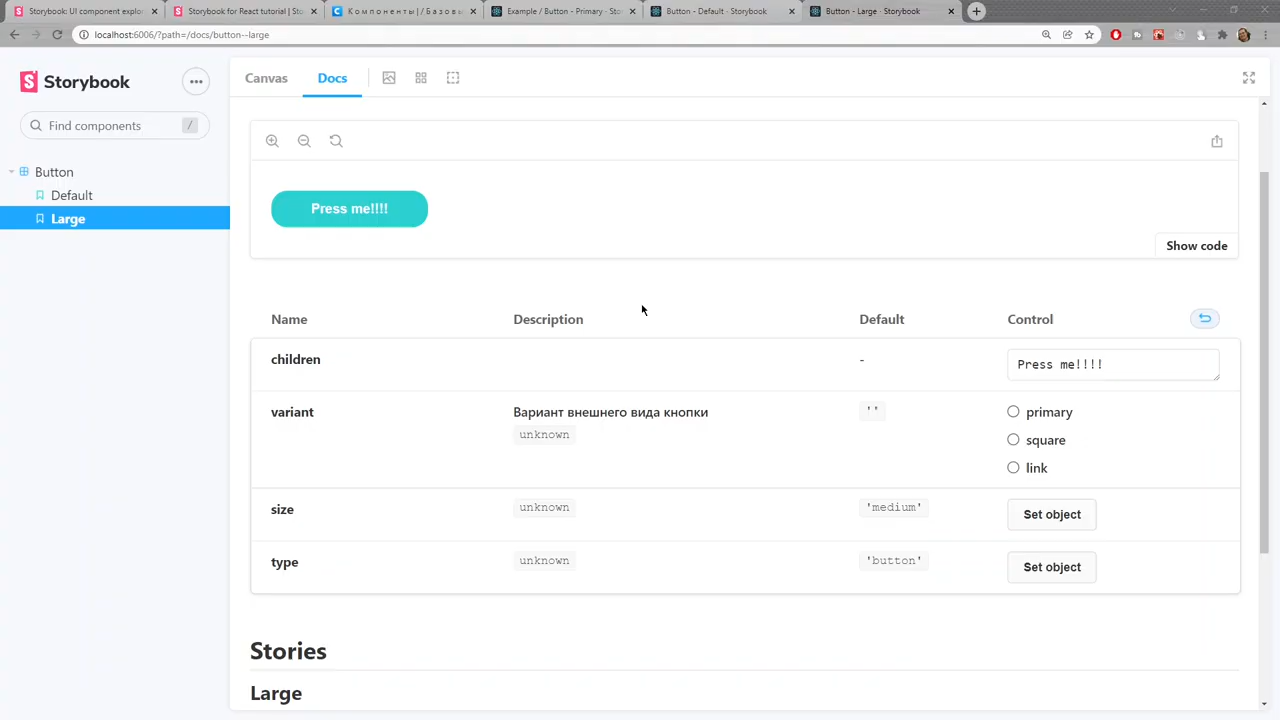 Storybook: UI component explo
Storybook for React tutorial | Sto
К о м п о н е н т ы | Б а з о в ы
Example / Button - Primary · Sto
Button - Default · Storybook
Button - Large · Storybook
localhost:6006/?path=/docs/button--large
Storybook
Canvas
Docs
Find components
/
Button
Default
Large
Press me!!!!
Show code
Name
Description
Default
Control
children
-
Press me!!!!
variant
Вариант внешнего вида кнопки
unknown
''
primary
square
link
size
unknown
'medium'
Set object
type
unknown
'button'
Set object
Stories
Large